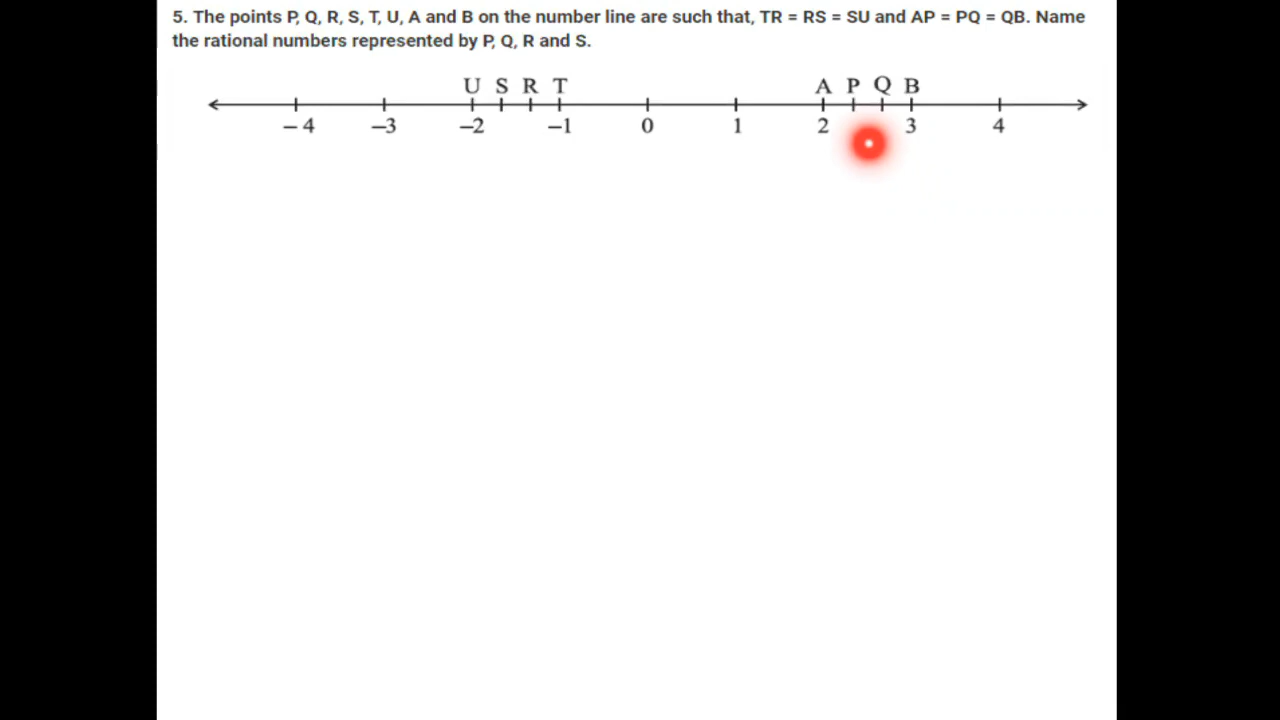 5. The points P, Q, R, S, T, U, A and B on the number line are such that, TR = RS = SU and AP = PQ = QB. Name
the rational numbers represented by P, Q, R and S.
U S R T A P Q B
–4 –3 –2 –1 0 1 2 3 4